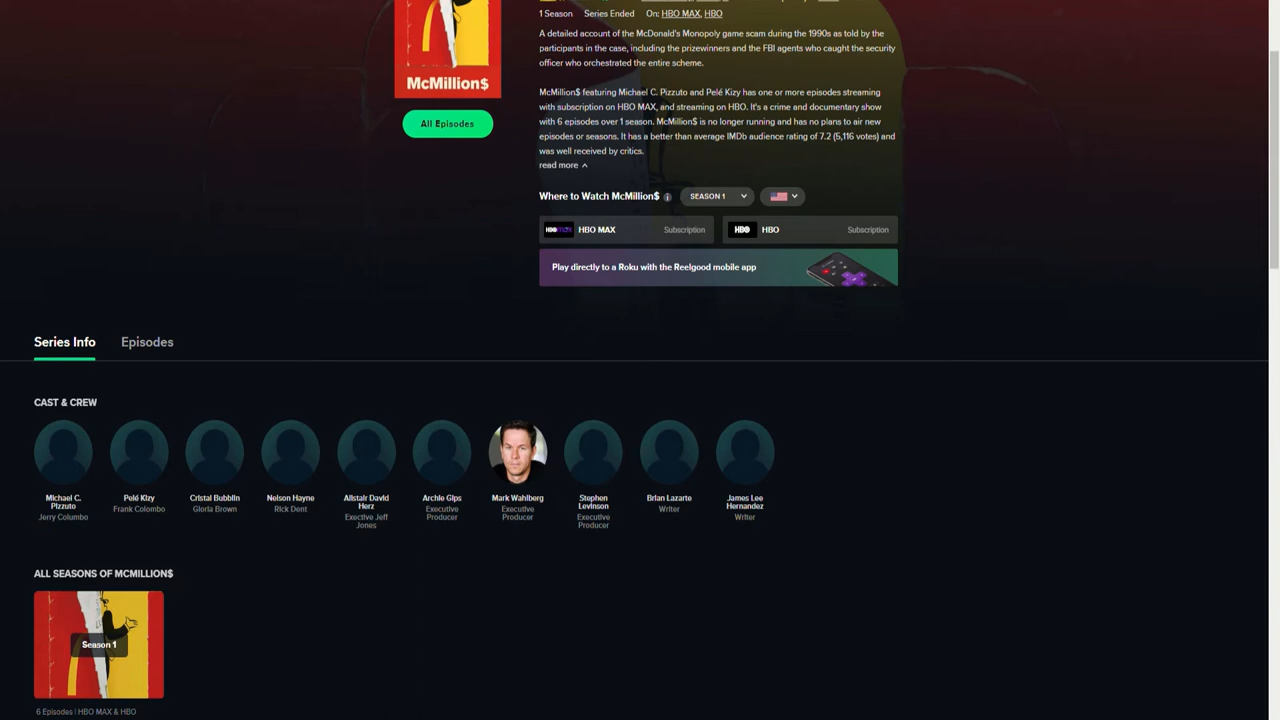 1 Season Series Ended On: HBO MAX, HBO
A detailed account of the McDonald's Monopoly game scam during the 1990s as told by the
participants in the case, including the prizewinners and the FBI agents who caught the security
officer who orchestrated the entire scheme.
McMillion$
McMillion$ featuring Michael C. Pizzuto and Pelé Kizy has one or more episodes streaming
with subscription on HBO MAX, and streaming on HBO. It's a crime and documentary show
with 6 episodes over 1 season. McMillion$ is no longer running and has no plans to air new
episodes or seasons. It has a better than average IMDb audience rating of 7.2 (5,116 votes) and
was well received by critics.
read more
All Episodes
Where to Watch McMillion$ SEASON 1
HBO max HBO MAX Subscription
HBO HBO Subscription
Play directly to a Roku with the Reelgood mobile app
Series Info Episodes
CAST & CREW
Michael C. Pizzuto
Jerry Columbo
Pelé Kizy
Frank Colombo
Cristal Bubblin
Gloria Brown
Nelson Hayne
Rick Dent
Alistair David Herz
Exective Jeff Jones
Archie Gips
Executive Producer
Mark Wahlberg
Executive Producer
Stephen Levinson
Executive Producer
Brian Lazarte
Writer
James Lee Hernandez
Writer
ALL SEASONS OF MCMILLION$
Season 1
6 Episodes | HBO MAX & HBO